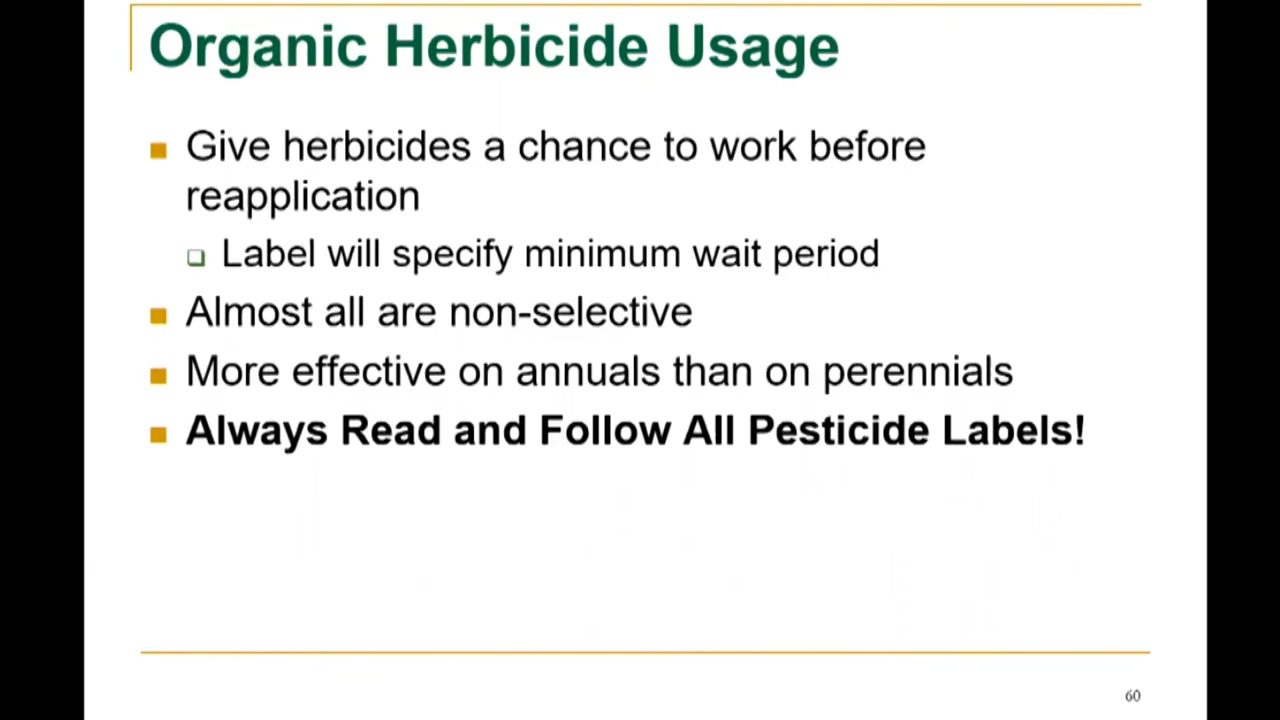 Organic Herbicide Usage
Give herbicides a chance to work before
reapplication
Label will specify minimum wait period
Almost all are non-selective
More effective on annuals than on perennials
Always Read and Follow All Pesticide Labels!
60